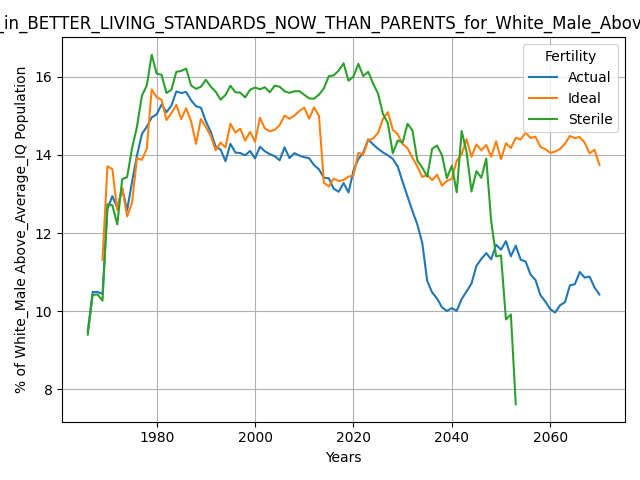 _in_BETTER_LIVING_STANDARDS_NOW_THAN_PARENTS_for_White_Male_Abov
Fertility
Actual
Ideal
Sterile
% of White_Male Above_Average_IQ Population
16
14
12
10
8
1980
2000
2020
2040
2060
Years